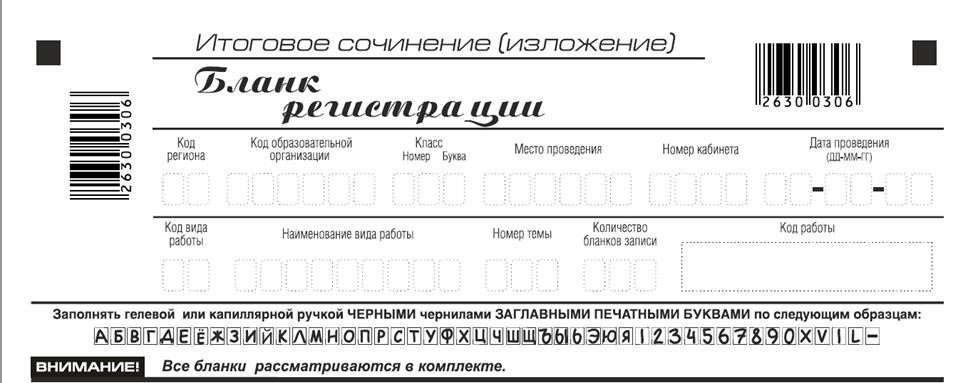 Итоговое сочинение (изложение)
Бланк
регистрации
2630 0306
2630 0306
Код региона
Код образовательной организации
Класс
Номер Буква
Место проведения
Номер кабинета
Дата проведения
(ДД-ММ-ГГ)
Код вида работы
Наименование вида работы
Номер темы
Количество бланков записи
Код работы
Заполнять гелевой или капиллярной ручкой ЧЕРНЫМИ чернилами ЗАГЛАВНЫМИ ПЕЧАТНЫМИ БУКВАМИ по следующим образцам:
АБВГДЕЁЖЗИЙКЛМНОПРСТУФХЦЧШЩЪЫЬЭЮЯ1234567890XVIL-
ВНИМАНИЕ! Все бланки рассматриваются в комплекте.